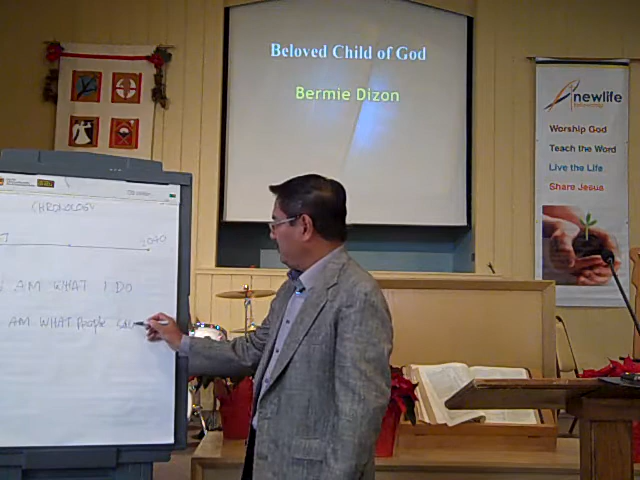 Beloved Child of God
Bermie Dizon
newlife
Worship God
Teach the Word
Live the Life
Share Jesus
CHRONOLOGY
2040
AM WHAT I DO
AM WHAT People